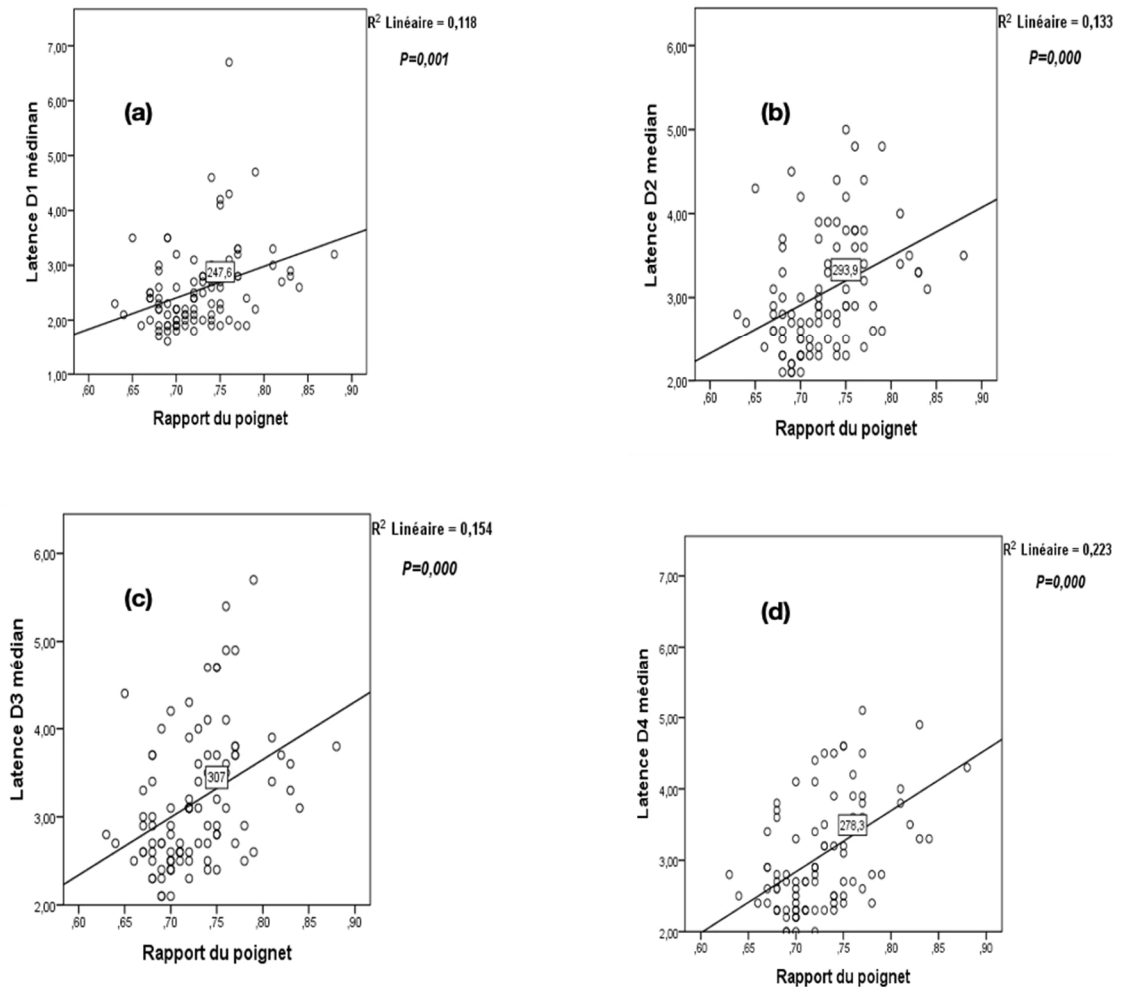 R² Linéaire = 0,118
P=0,001
(a)
Latence D1 médinan
7,00
6,00
5,00
4,00
3,00
2,00
1,00
247,6
,60 ,65 ,70 ,75 ,80 ,85 ,90
Rapport du poignet
R² Linéaire = 0,133
P=0,000
(b)
Latence D2 median
6,00
5,00
4,00
3,00
2,00
293,9
,60 ,65 ,70 ,75 ,80 ,85 ,90
Rapport du poignet
R² Linéaire = 0,154
P=0,000
(c)
Latence D3 médian
6,00
5,00
4,00
3,00
2,00
307
,60 ,65 ,70 ,75 ,80 ,85 ,90
Rapport du poignet
R² Linéaire = 0,223
P=0,000
(d)
Latence D4 médian
7,00
6,00
5,00
4,00
3,00
2,00
278,3
,60 ,65 ,70 ,75 ,80 ,85 ,90
Rapport du poignet